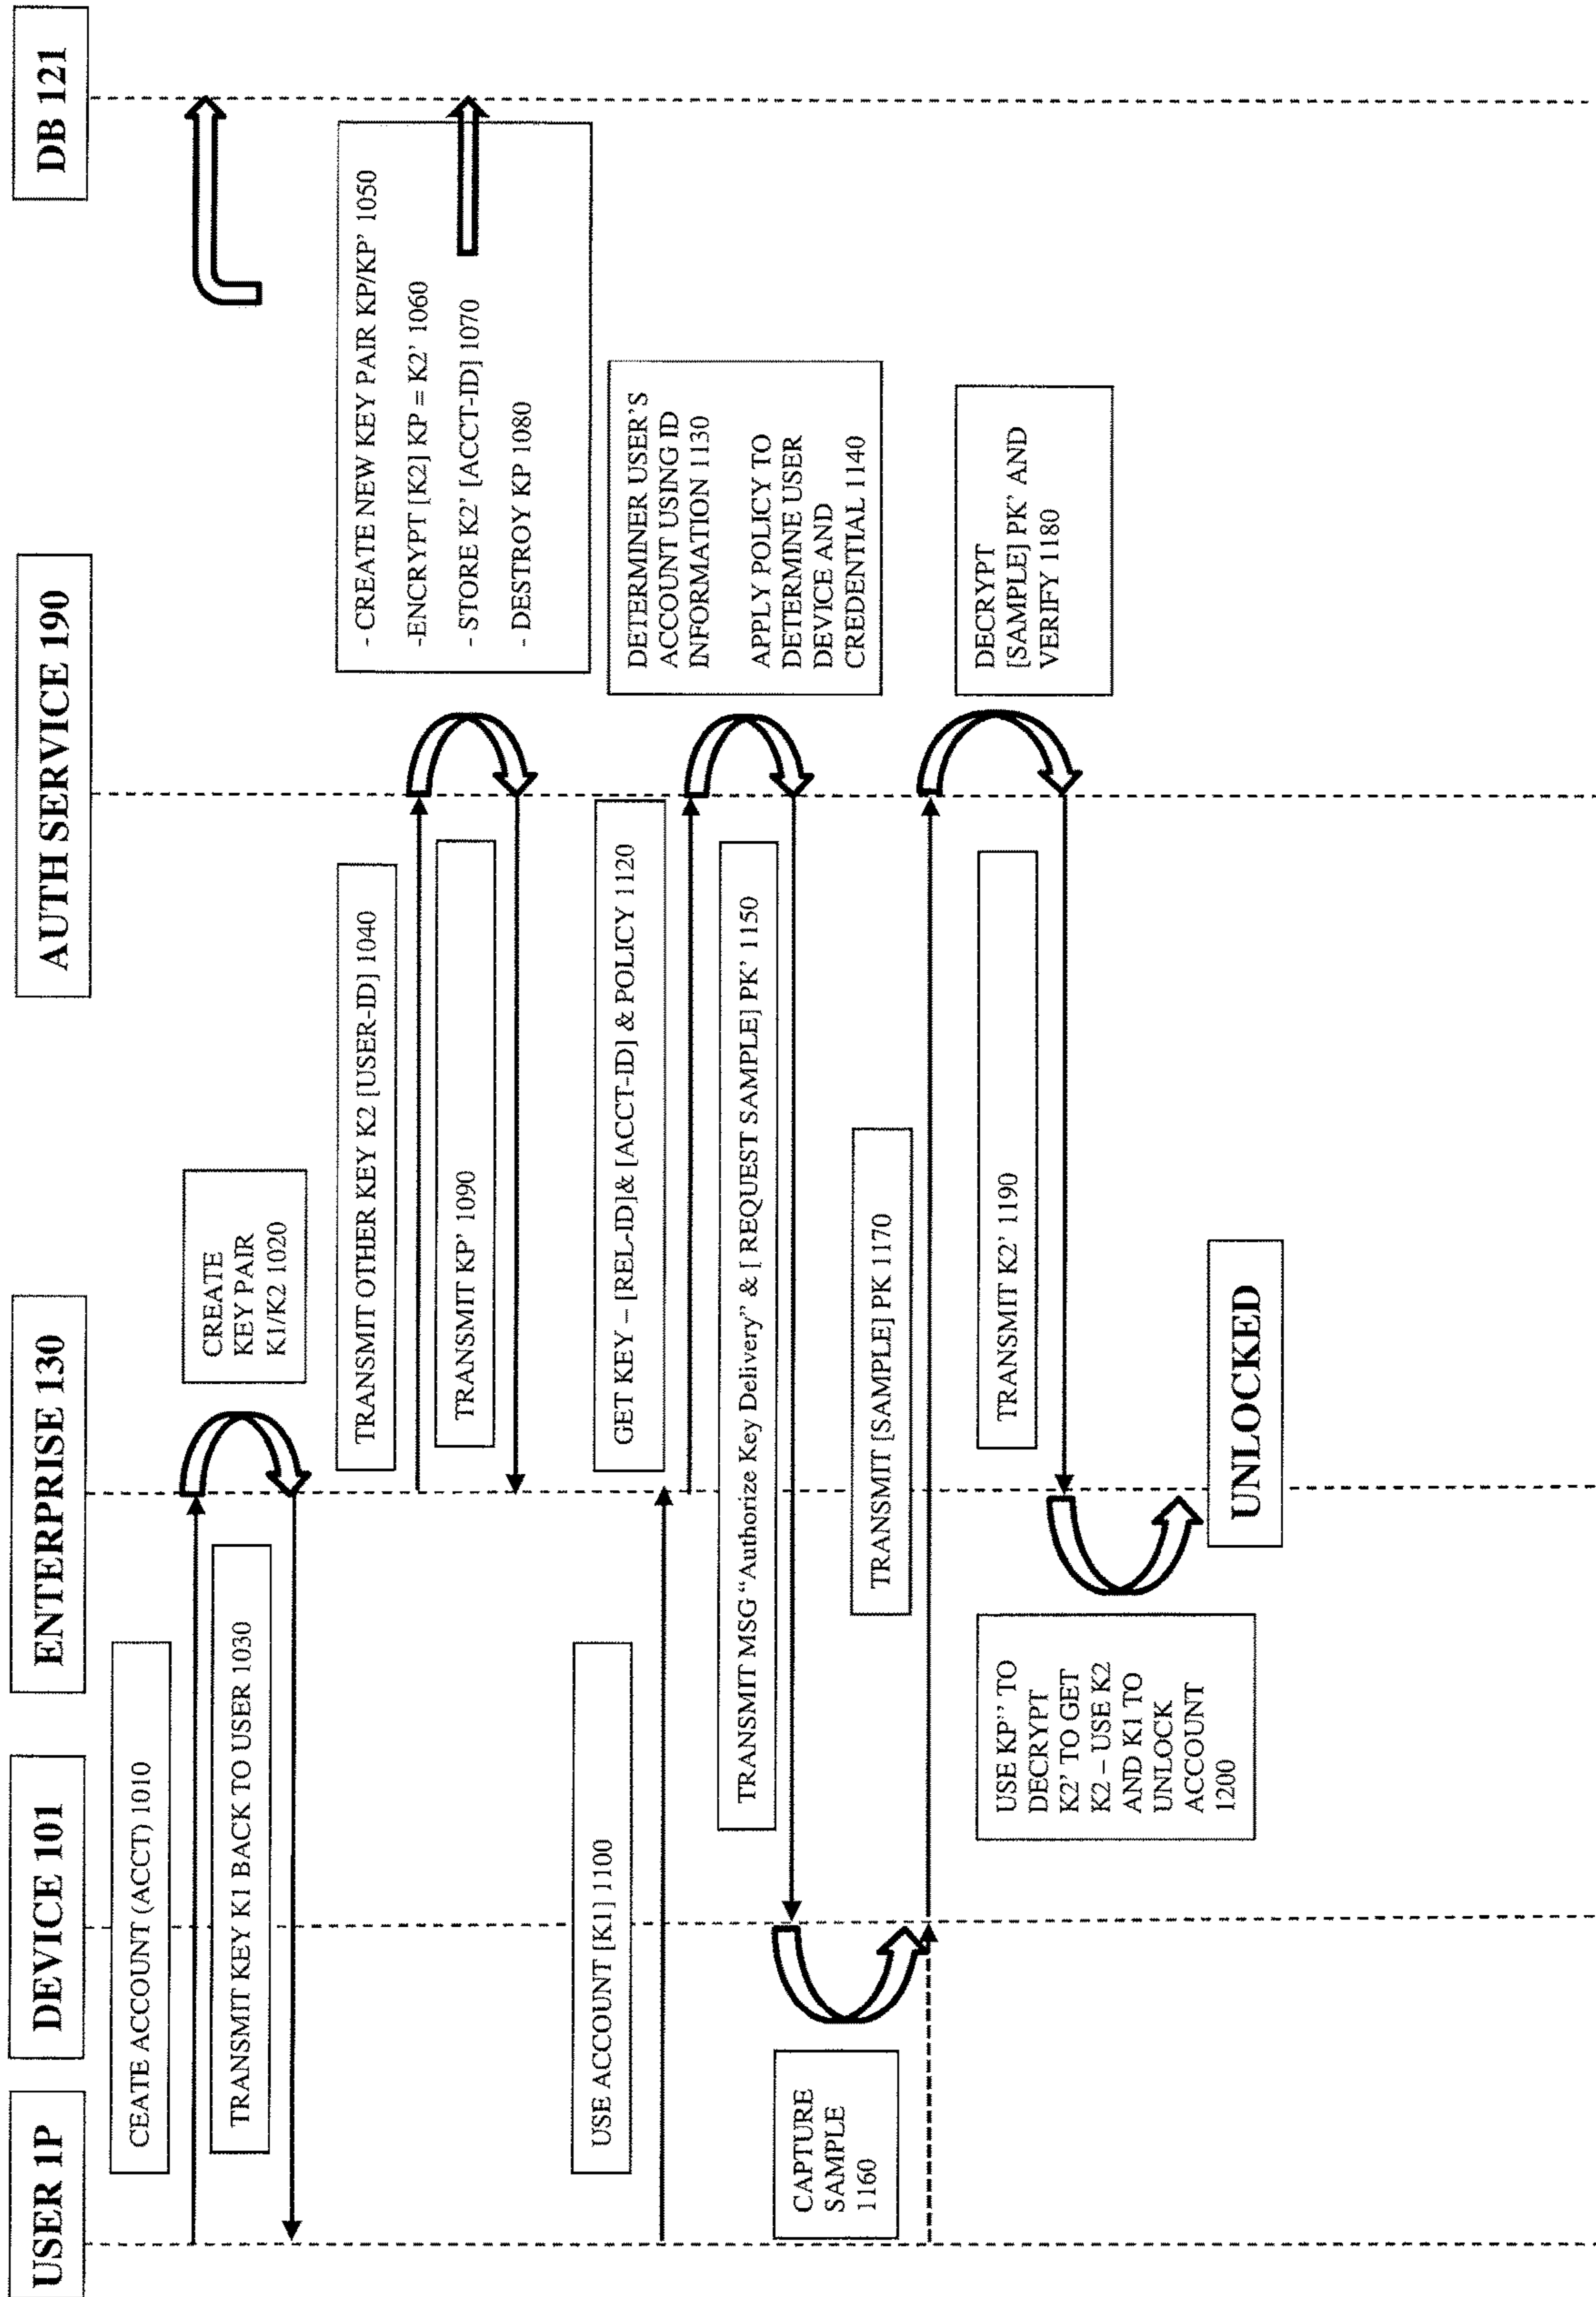 USER 1P
DEVICE 101
ENTERPRISE 130
AUTH SERVICE 190
DB 121
CEATE ACCOUNT (ACCT) 1010
CREATE
KEY PAIR
K1/K2 1020
TRANSMIT KEY K1 BACK TO USER 1030
TRANSMIT OTHER KEY K2 [USER-ID] 1040
- CREATE NEW KEY PAIR KP/KP' 1050
-ENCRYPT [K2] KP = K2' 1060
- STORE K2' [ACCT-ID] 1070
- DESTROY KP 1080
TRANSMIT KP' 1090
USE ACCOUNT [K1] 1100
GET KEY – [REL-ID]& [ACCT-ID] & POLICY 1120
DETERMINER USER'S
ACCOUNT USING ID
INFORMATION 1130
APPLY POLICY TO
DETERMINE USER
DEVICE AND
CREDENTIAL 1140
TRANSMIT MSG “Authorize Key Delivery” & [ REQUEST SAMPLE] PK' 1150
CAPTURE
SAMPLE
1160
TRANSMIT [SAMPLE] PK 1170
DECRYPT
[SAMPLE] PK' AND
VERIFY 1180
TRANSMIT K2' 1190
USE KP'' TO
DECRYPT
K2' TO GET
K2 – USE K2
AND K1 TO
UNLOCK
ACCOUNT
1200
UNLOCKED